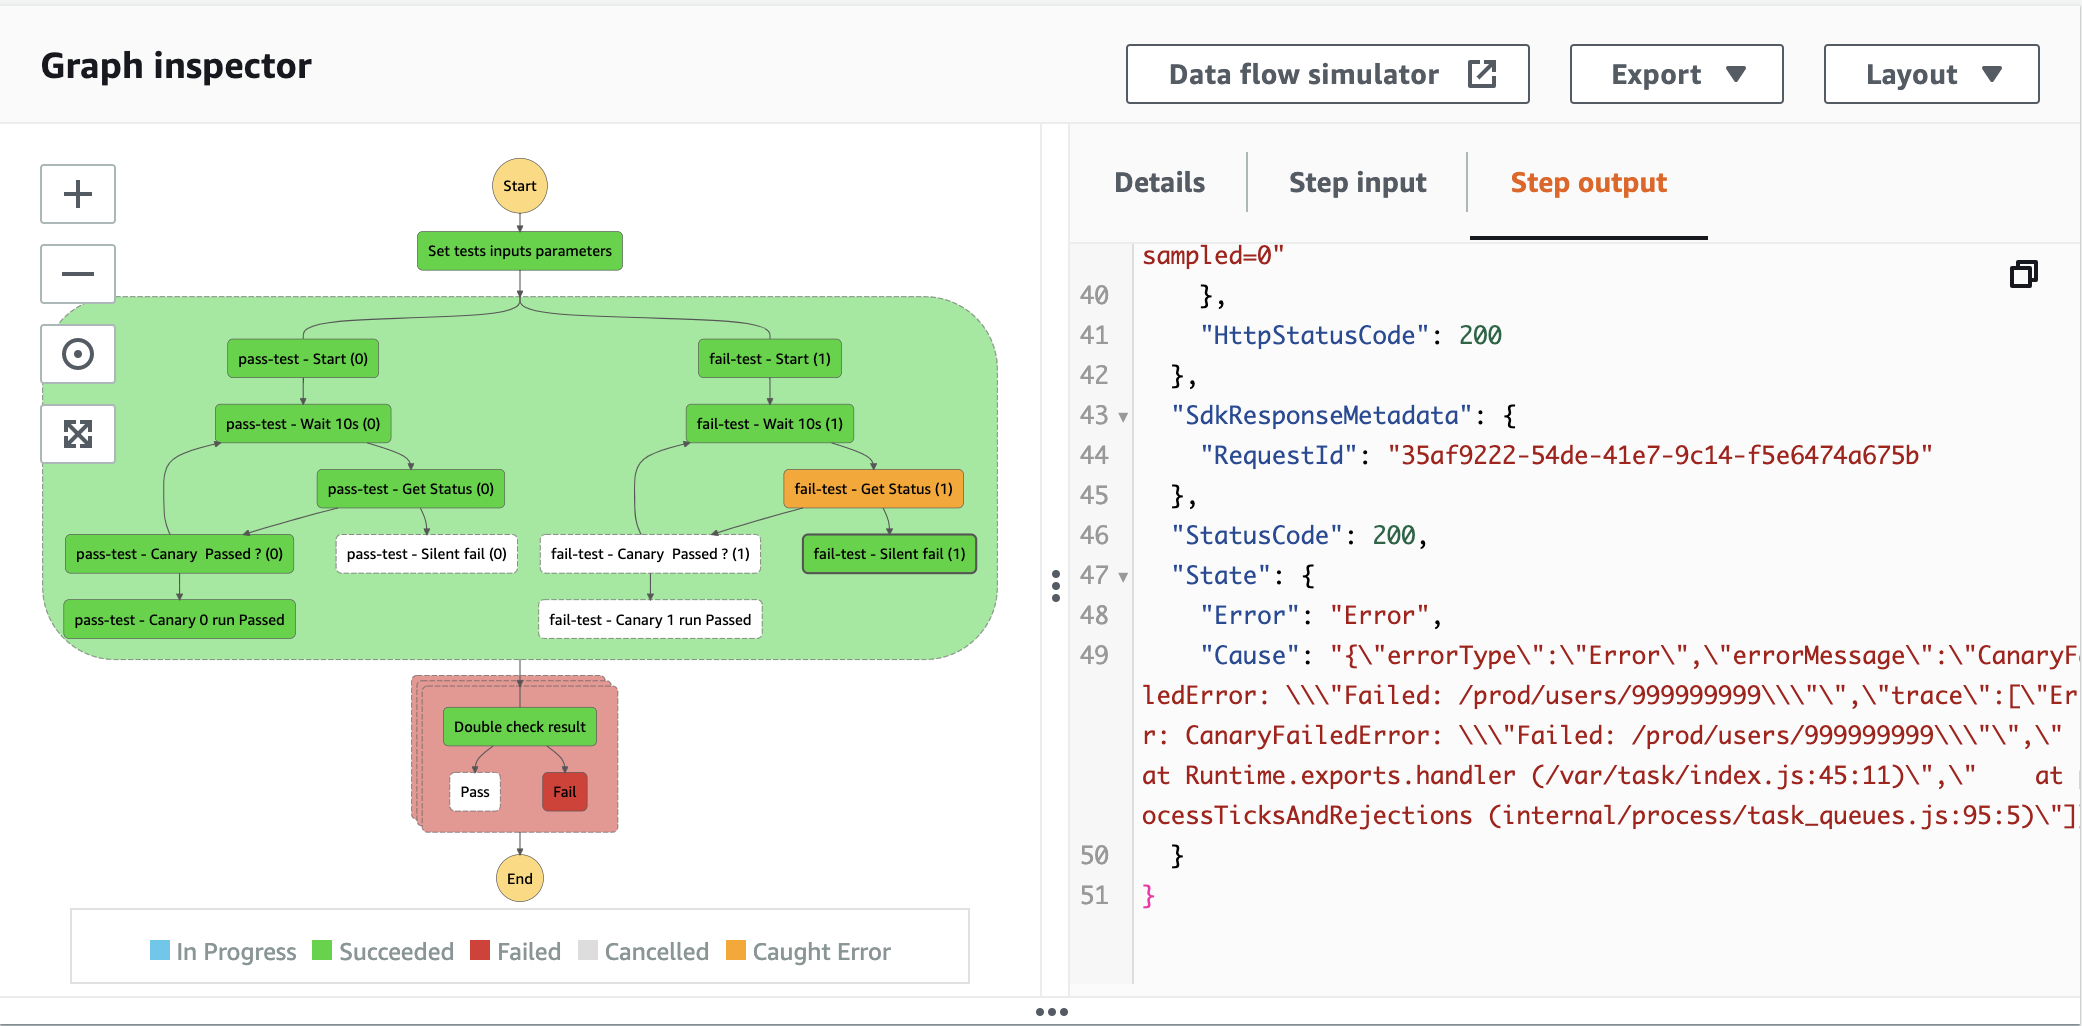 Graph inspector
Data flow simulator
Export
Layout
Start
Set tests inputs parameters
pass-test - Start (0)
fail-test - Start (1)
pass-test - Wait 10s (0)
fail-test - Wait 10s (1)
pass-test - Get Status (0)
fail-test - Get Status (1)
pass-test - Canary  Passed ? (0)
pass-test - Silent fail (0)
fail-test - Canary  Passed ? (1)
fail-test - Silent fail (1)
pass-test - Canary 0 run Passed
fail-test - Canary 1 run Passed
Double check result
Pass
Fail
End
In Progress
Succeeded
Failed
Cancelled
Caught Error
Details
Step input
Step output
sampled=0"
40 },
41 "HttpStatusCode": 200
42 },
43 "SdkResponseMetadata": {
44 "RequestId": "35af9222-54de-41e7-9c14-f5e6474a675b"
45 },
46 "StatusCode": 200,
47 "State": {
48 "Error": "Error",
49 "Cause": "{\"errorType\":\"Error\",\"errorMessage\":\"CanaryF
ledError: \\\"Failed: /prod/users/999999999\\\"\",\"trace\":[\"Er
r: CanaryFailedError: \\\"Failed: /prod/users/999999999\\\"\",\"
at Runtime.exports.handler (/var/task/index.js:45:11)\",\"    at
ocessTicksAndRejections (internal/process/task_queues.js:95:5)\"]
50 }
51 }